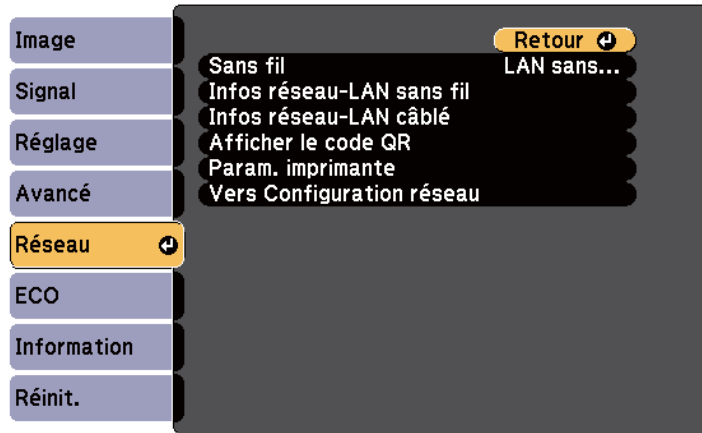 Image
Signal
Réglage
Avancé
Réseau
ECO
Information
Réinit.
Retour
Sans fil LAN sans...
Infos réseau-LAN sans fil
Infos réseau-LAN câblé
Afficher le code QR
Param. imprimante
Vers Configuration réseau